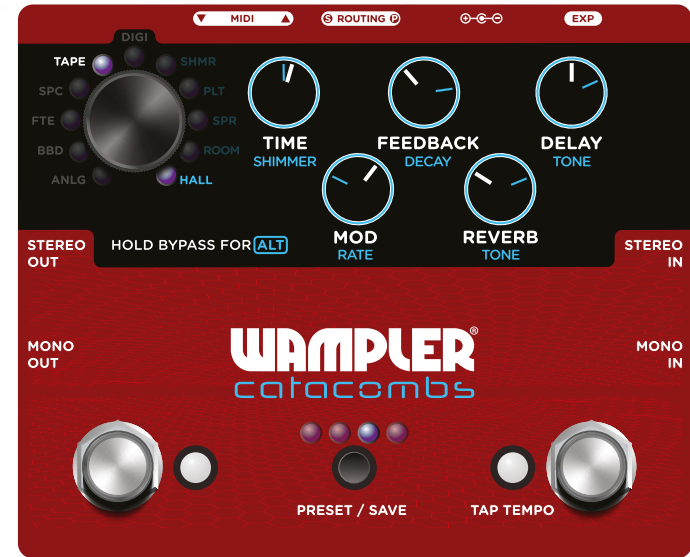 MIDI
S ROUTING P
EXP
DIGI
TAPE
SHMR
SPC
PLT
FTE
SPR
BBD
ROOM
ANLG
HALL
TIME
SHIMMER
FEEDBACK
DECAY
DELAY
TONE
MOD
RATE
REVERB
TONE
HOLD BYPASS FOR ALT
STEREO
OUT
STEREO
IN
MONO
OUT
MONO
IN
WAMPLER®
catacombs
PRESET / SAVE
TAP TEMPO